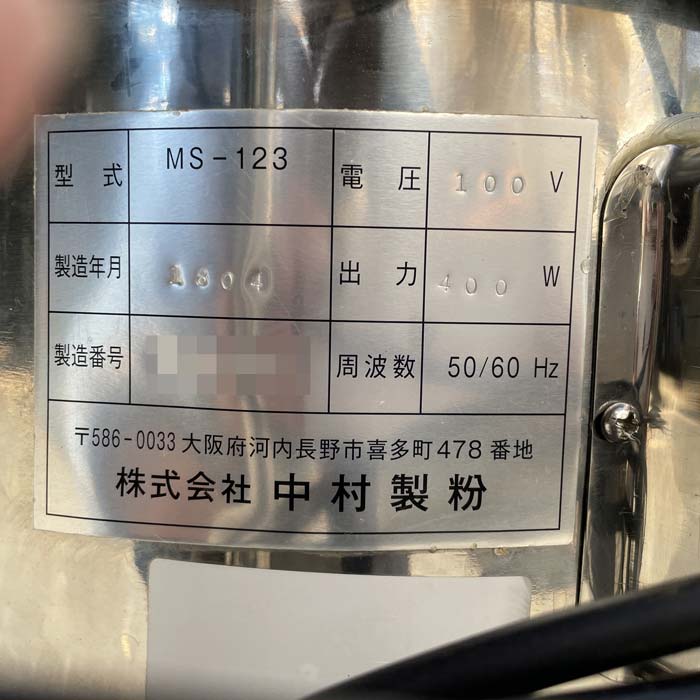 型式 MS-123 電圧 100 V
製造年月 1804 出力 400 W
製造番号 周波数 50/60 Hz
〒586-0033 大阪府河内長野市喜多町478番地
株式会社 中村製粉